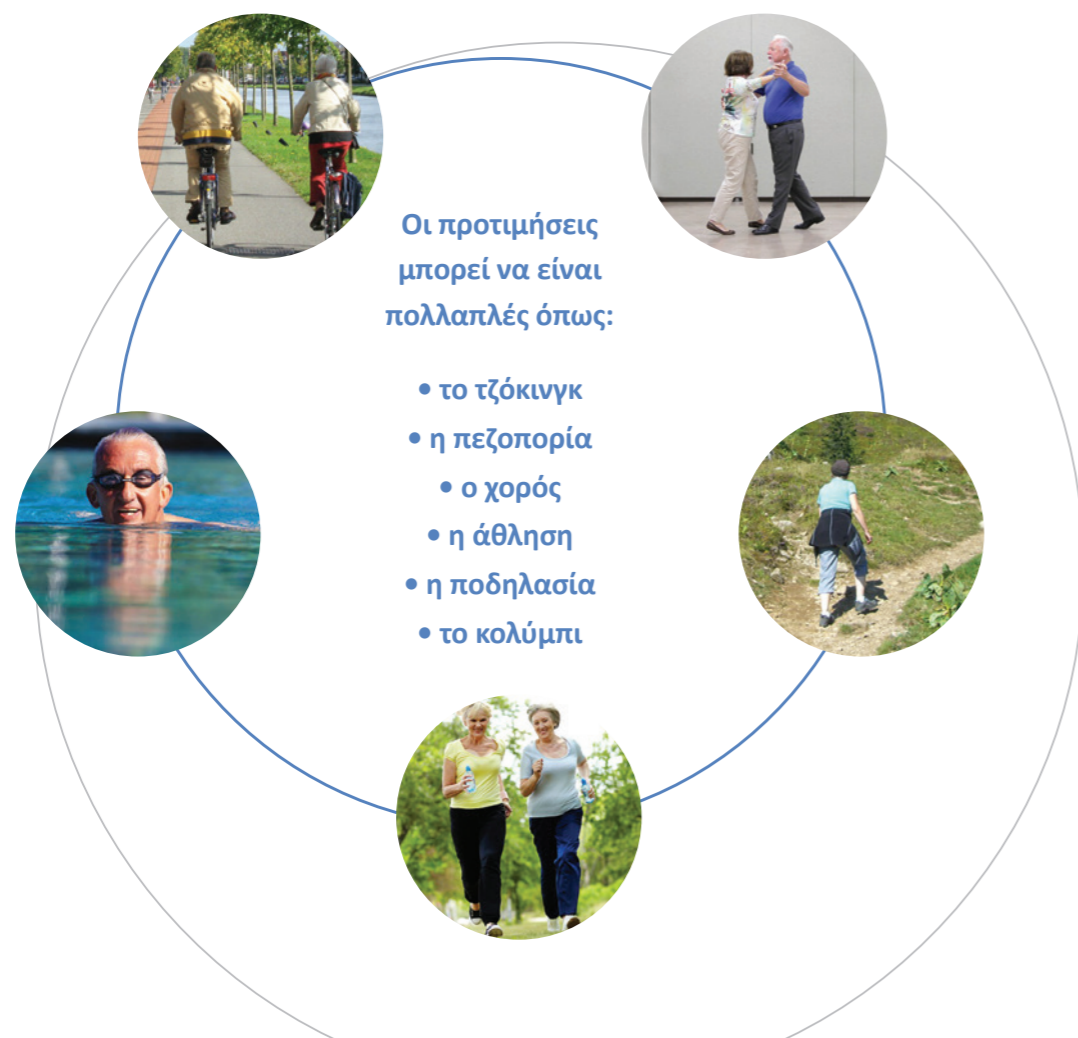 Οι προτιμήσεις
μπορεί να είναι
πολλαπλές όπως:
• το τζόκινγκ
• η πεζοπορία
• ο χορός
• η άθληση
• η ποδηλασία
• το κολύμπι